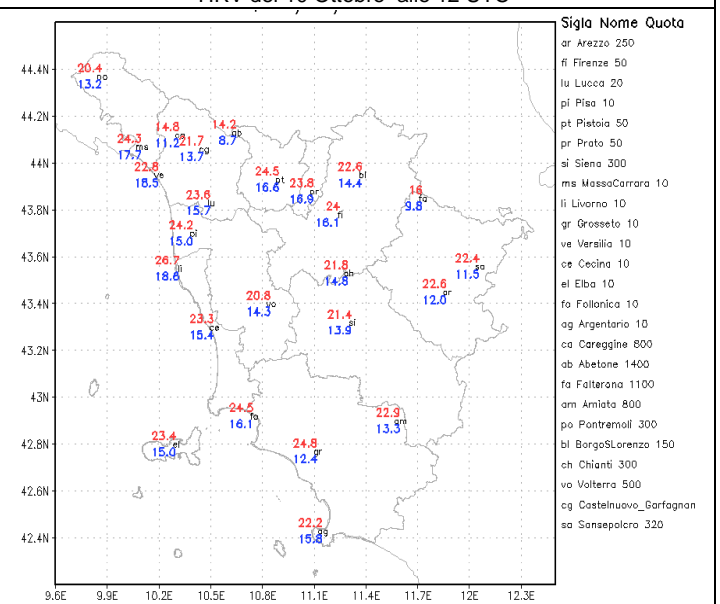 Sigla Nome Quota
ar Arezzo 250
fi Firenze 50
lu Lucca 20
pi Pisa 10
pt Pistoia 50
pr Prato 50
si Siena 300
ms MassaCarrara 10
li Livorno 10
gr Grosseto 10
ve Versilia 10
ce Cecina 10
el Elba 10
fo Follonica 10
ag Argentario 10
ca Careggine 800
ab Abetone 1400
fa Falterona 1100
am Amiata 800
po Pontremoli 300
bl BorgoSLorenzo 150
ch Chianti 300
vo Volterra 500
cg Castelnuovo_Garfagnan
sa Sansepolcro 320
44.4N
44.2N
44N
43.8N
43.6N
43.4N
43.2N
43N
42.8N
42.6N
42.4N
20.4
po
13.2
14.8
ca
11.2
14.2
ab
8.7
24.3
ms
17.7
21.7
cg
13.7
22.8
ve
18.5
24.5
pt
16.6
23.8
pr
16.9
22.6
bl
14.4
16
fa
9.8
23.6
lu
15.7
24
fi
16.1
24.2
pi
15.0
26.7
li
18.6
21.8
ch
14.8
22.4
sa
11.5
22.6
ar
12.0
20.8
vo
14.3
23.3
ce
15.4
21.4
si
13.9
24.5
fo
16.1
22.9
am
13.3
23.4
el
15.0
24.8
gr
12.4
22.2
ag
15.8
9.6E 9.9E 10.2E 10.5E 10.8E 11.1E 11.4E 11.7E 12E 12.3E